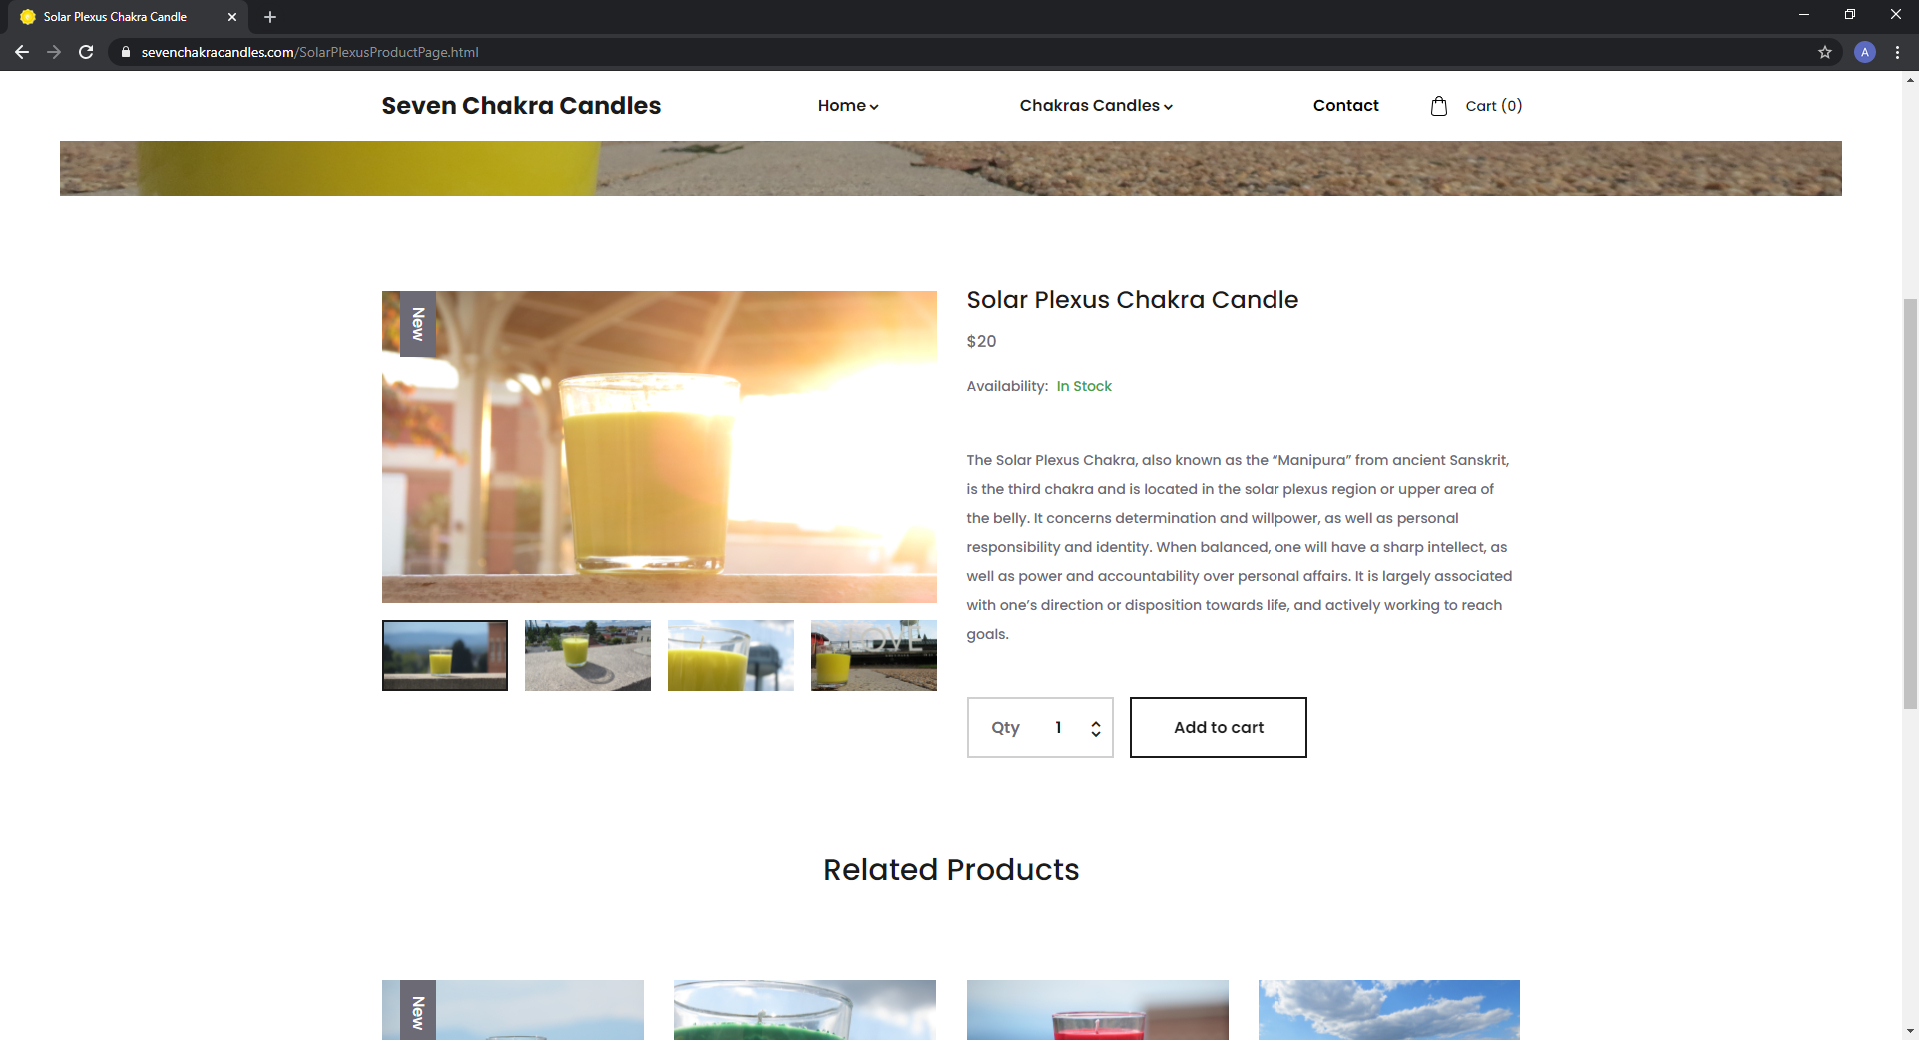 Solar Plexus Chakra Candle
sevenchakracandles.com/SolarPlexusProductPage.html
A
Seven Chakra Candles
Home
Chakras Candles
Contact
Cart (0)
New
Solar Plexus Chakra Candle
$20
Availability: In Stock
The Solar Plexus Chakra, also known as the “Manipura” from ancient Sanskrit,
is the third chakra and is located in the solar plexus region or upper area of
the belly. It concerns determination and willpower, as well as personal
responsibility and identity. When balanced, one will have a sharp intellect, as
well as power and accountability over personal affairs. It is largely associated
with one’s direction or disposition towards life, and actively working to reach
goals.
LOVE
Qty 1
Add to cart
Related Products
New